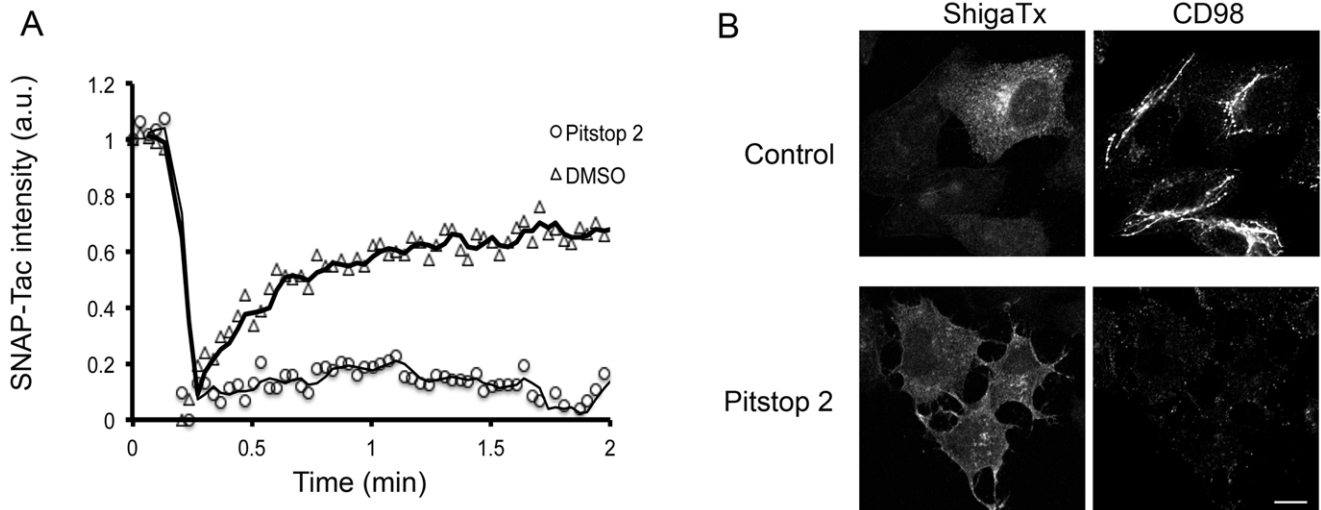 A
SNAP-Tac intensity (a.u.)
1.2
1
0.8
0.6
0.4
0.2
0
0
0.5
1
1.5
2
Time (min)
Pitstop 2
DMSO
B
ShigaTx
CD98
Control
Pitstop 2